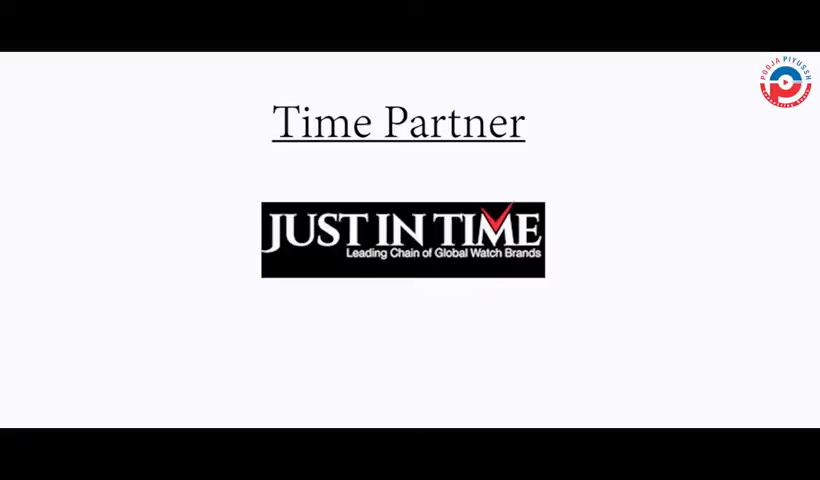 POOJA PIYUSSH
Time Partner
JUST IN TIME
Leading Chain of Global Watch Brands